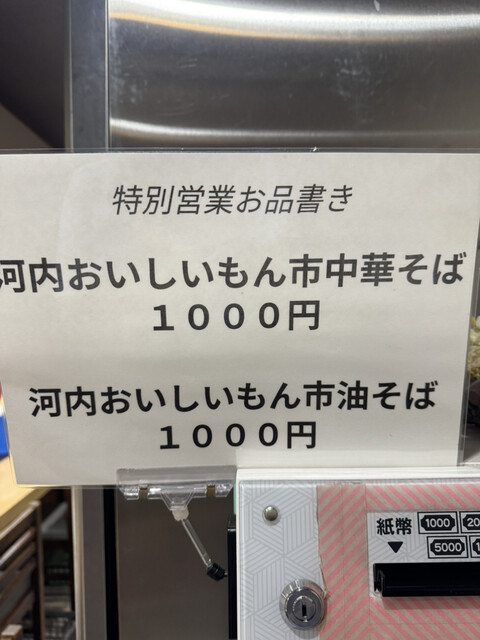 特別営業お品書き
河内おいしいもん市中華そば
１０００円
河内おいしいもん市油そば
１０００円
紙幣
1000
5000